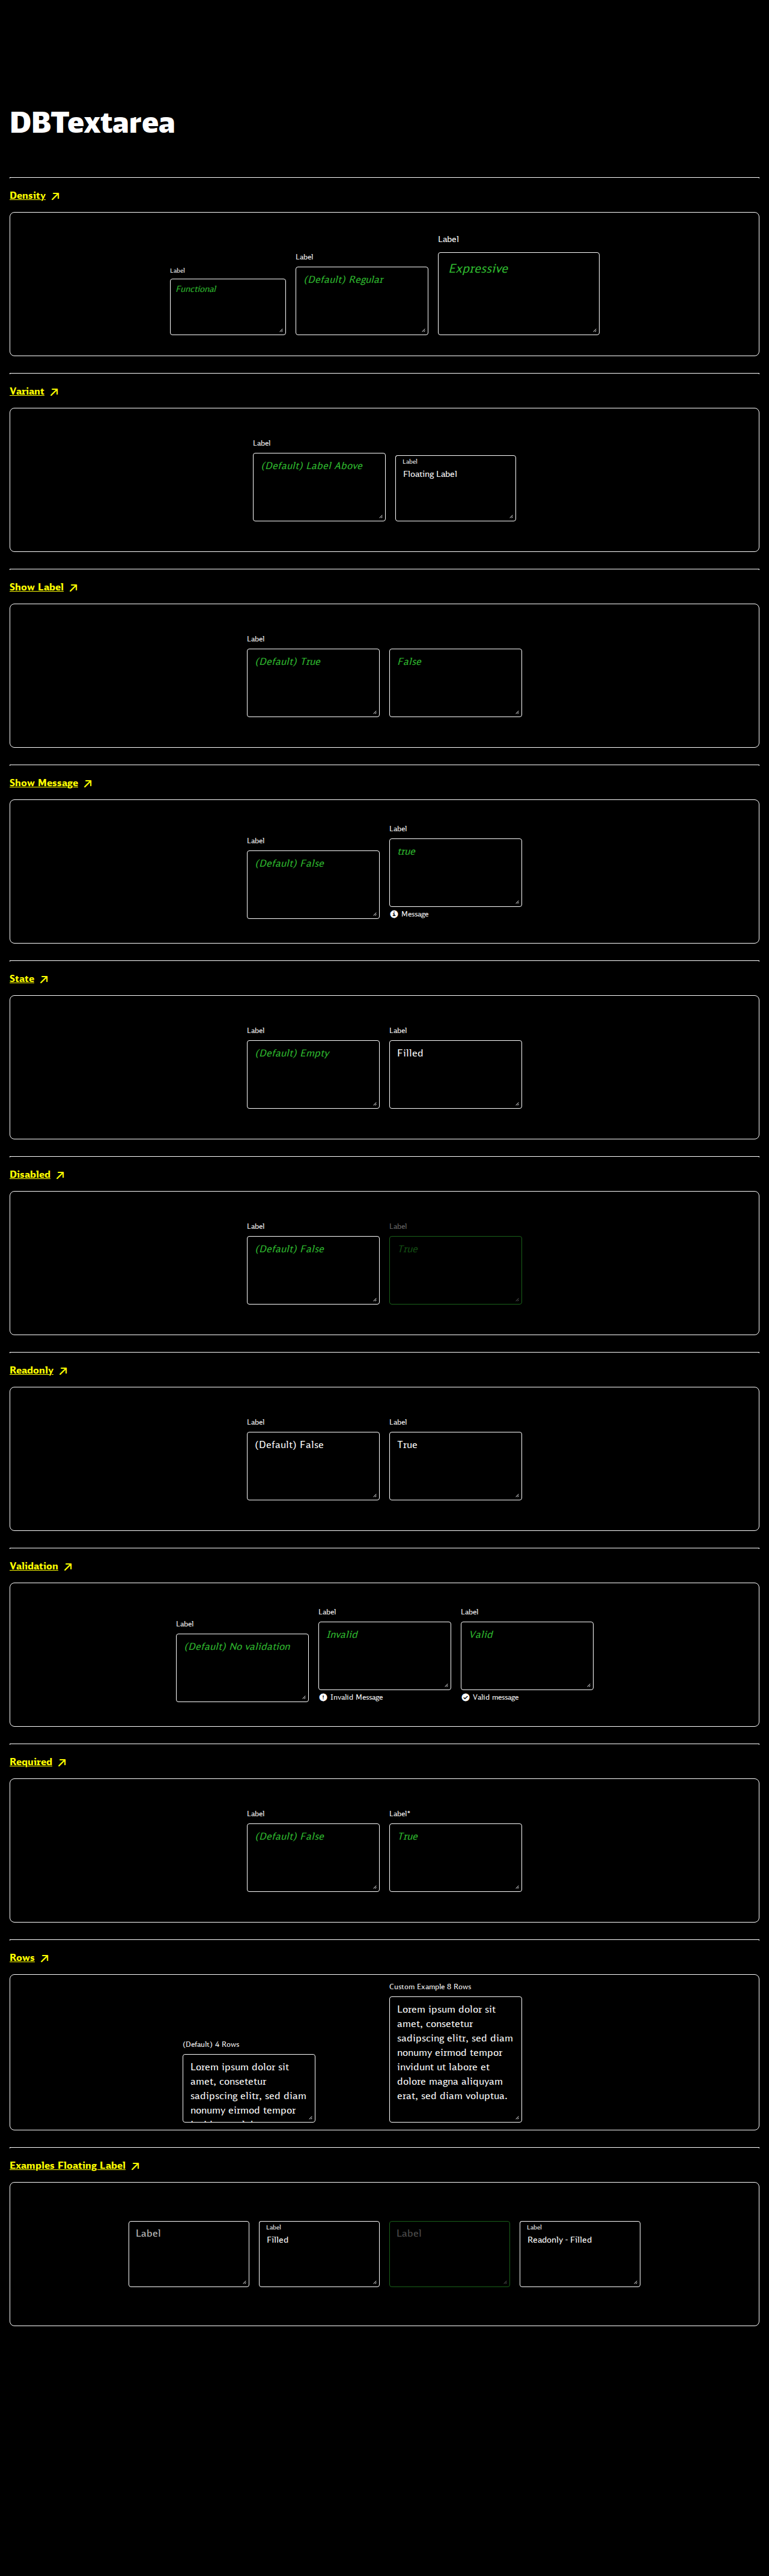 DBTextarea
Density
Label
Functional
Label
(Default) Regular
Label
Expressive
Variant
Label
(Default) Label Above
Label
Floating Label
Show Label
Label
(Default) True
False
Show Message
Label
(Default) False
Label
true
Message
State
Label
(Default) Empty
Label
Filled
Disabled
Label
(Default) False
Label
True
Readonly
Label
(Default) False
Label
True
Validation
Label
(Default) No validation
Label
Invalid
Invalid Message
Label
Valid
Valid message
Required
Label
(Default) False
Label*
True
Rows
(Default) 4 Rows
Lorem ipsum dolor sit
amet, consetetur
sadipscing elitr, sed diam
nonumy eirmod tempor
Custom Example 8 Rows
Lorem ipsum dolor sit
amet, consetetur
sadipscing elitr, sed diam
nonumy eirmod tempor
invidunt ut labore et
dolore magna aliquyam
erat, sed diam voluptua.
Examples Floating Label
Label
Label
Filled
Label
Label
Readonly - Filled